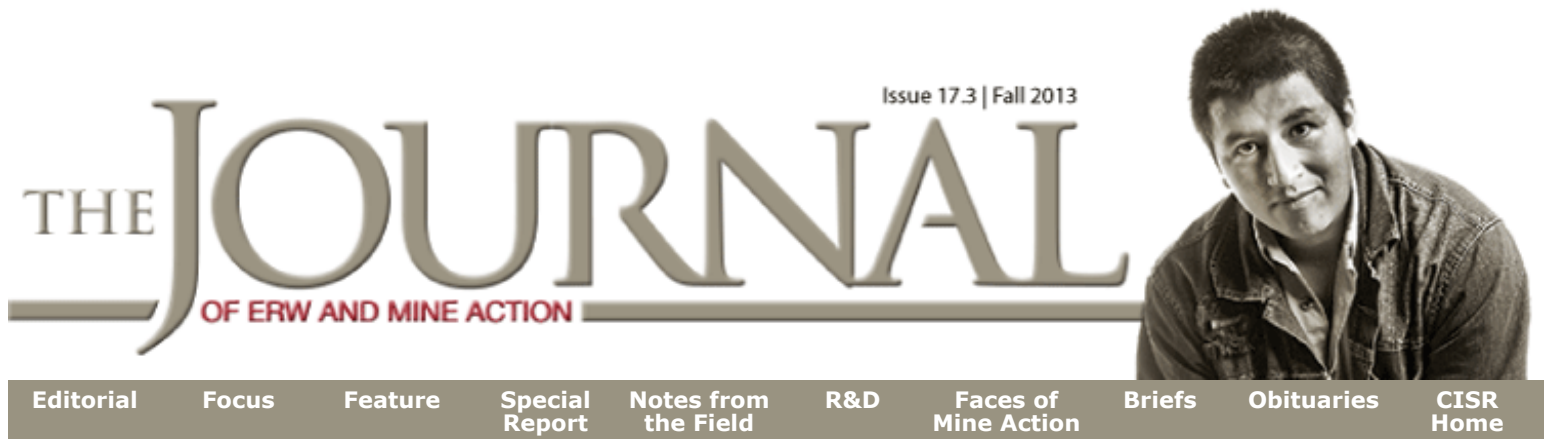 Issue 17.3 | Fall 2013
THE JOURNAL
OF ERW AND MINE ACTION
Editorial Focus Feature Special Report Notes from the Field R&D Faces of Mine Action Briefs Obituaries CISR Home